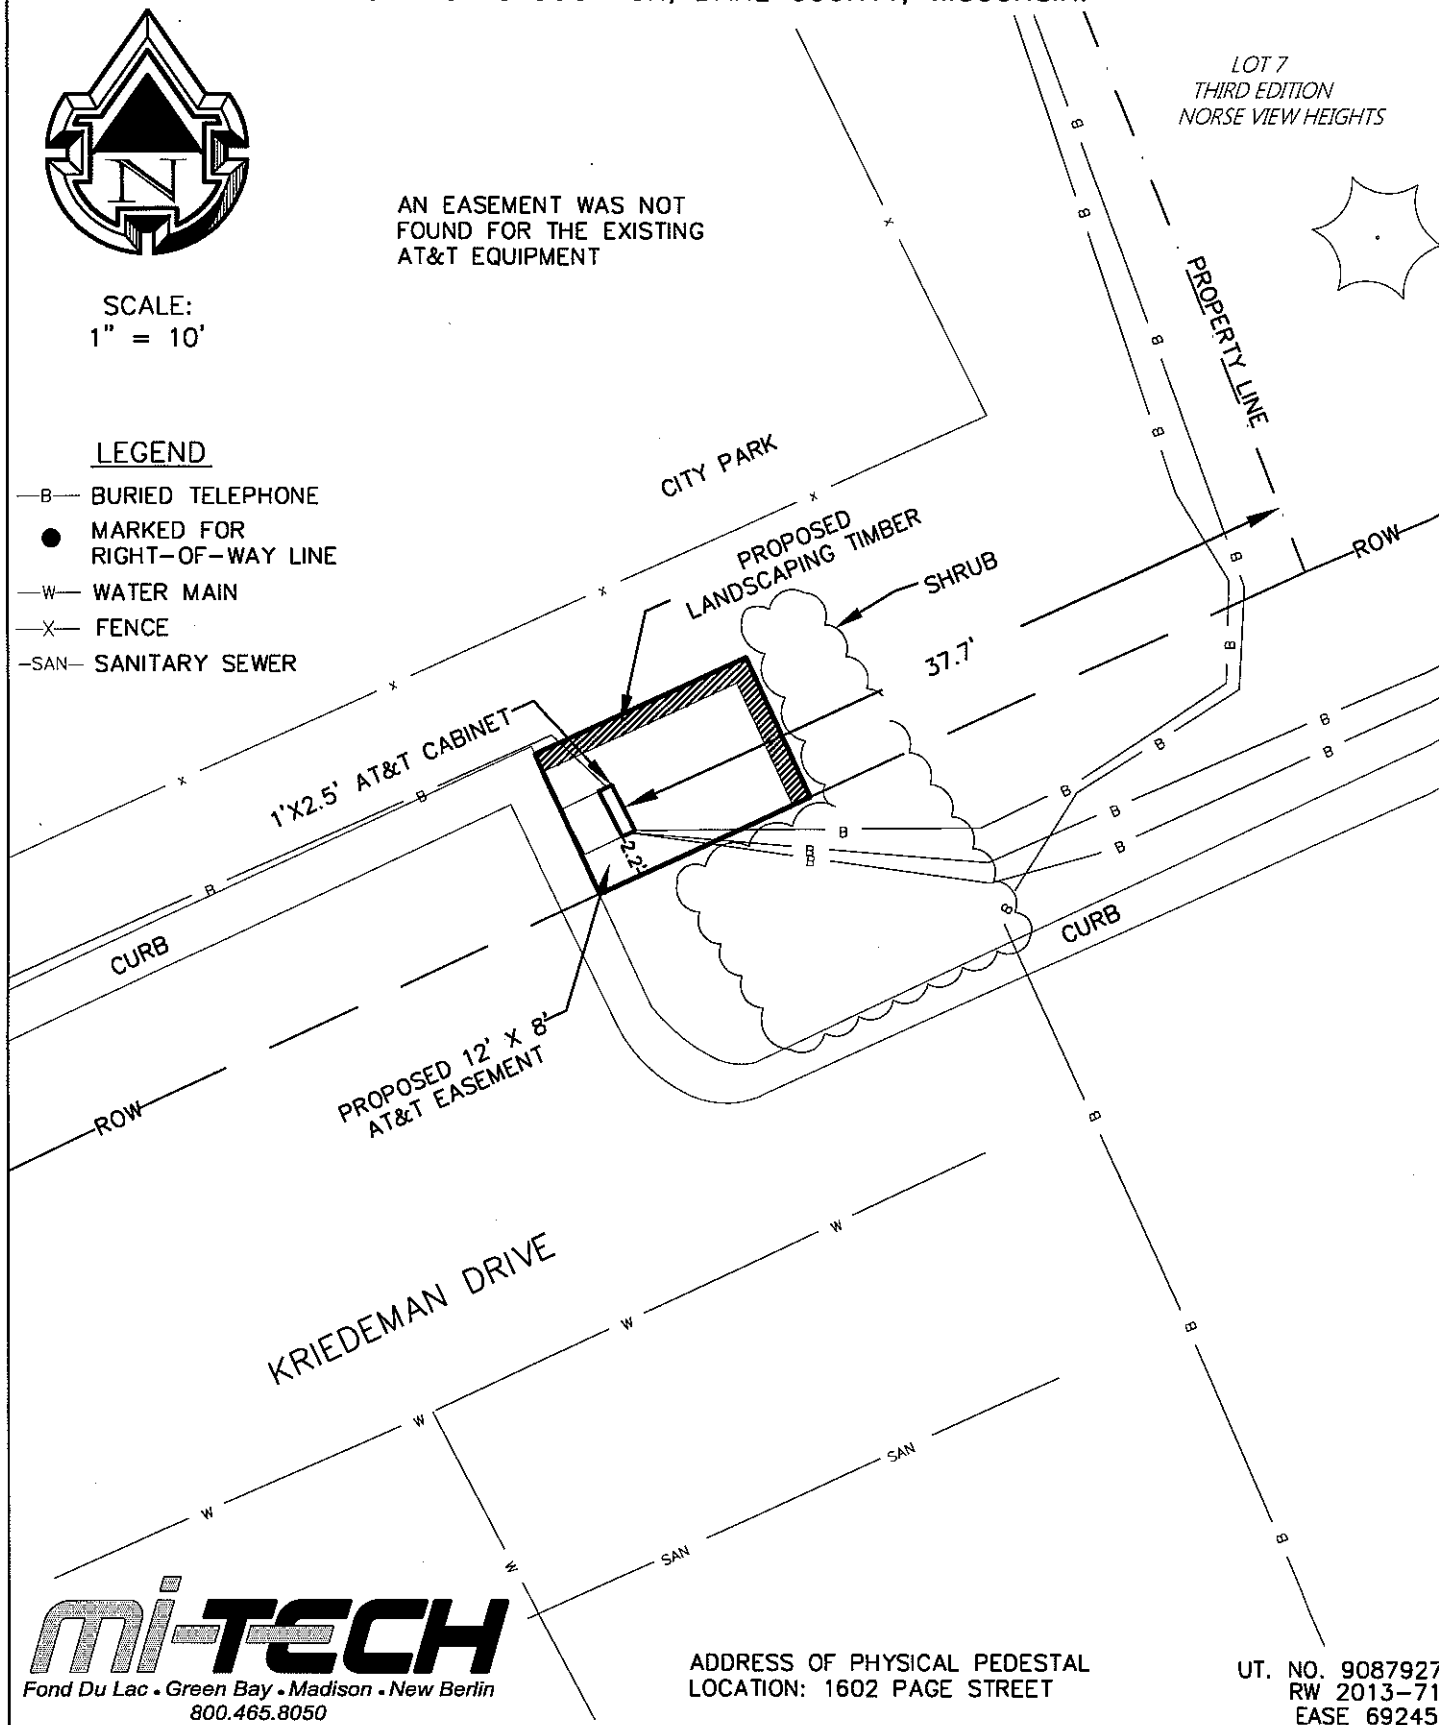 DANE COUNTY, WISCONSIN.
LOT 7
THIRD EDITION
NORSE VIEW HEIGHTS
N
AN EASEMENT WAS NOT
FOUND FOR THE EXISTING
AT&T EQUIPMENT
SCALE:
1" = 10'
PROPERTY LINE
LEGEND
—B— BURIED TELEPHONE
MARKED FOR
RIGHT-OF-WAY LINE
—W— WATER MAIN
—X— FENCE
-SAN- SANITARY SEWER
CITY PARK
PROPOSED
LANDSCAPING TIMBER
SHRUB
ROW
37.7'
1'X2.5' AT&T CABINET
2.2'
CURB
CURB
PROPOSED 12' X 8'
AT&T EASEMENT
ROW
KRIEDEMAN DRIVE
SAN
SAN
mi-TECH
Fond Du Lac • Green Bay • Madison • New Berlin
800.465.8050
ADDRESS OF PHYSICAL PEDESTAL
LOCATION: 1602 PAGE STREET
UT. NO. 9087927
RW 2013-71
EASE 69245